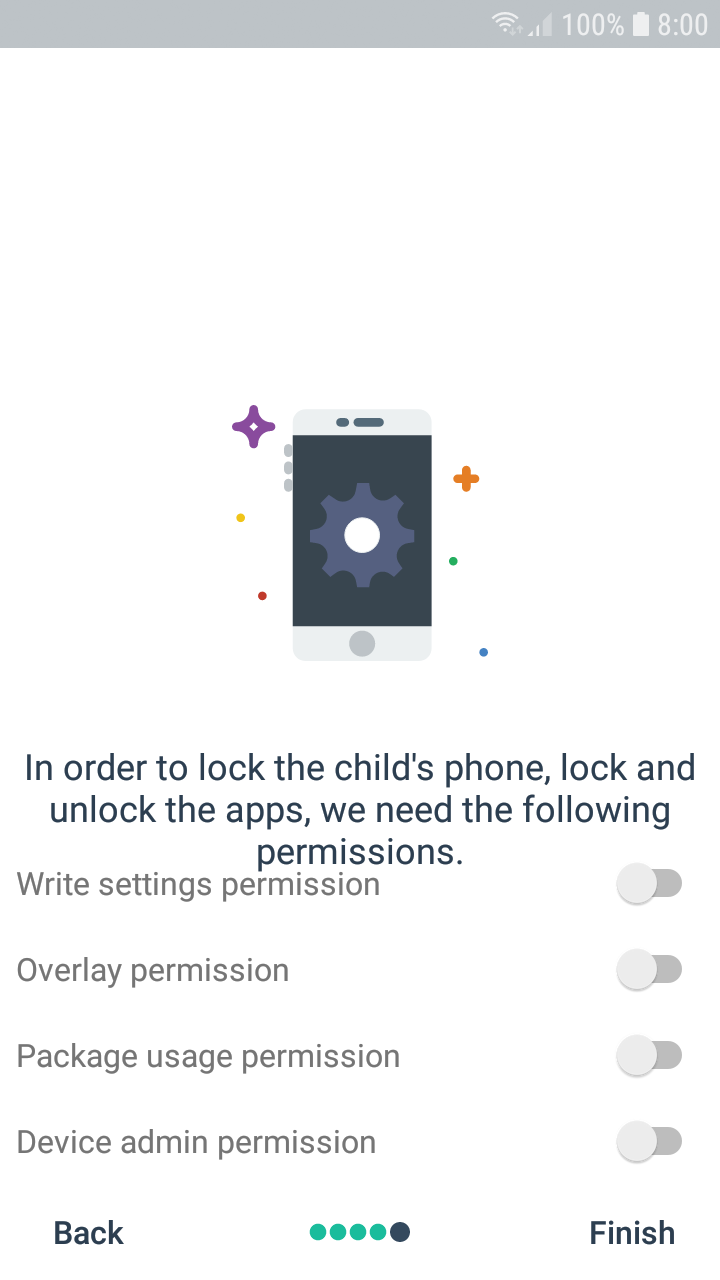 100% 8:00
In order to lock the child's phone, lock and
unlock the apps, we need the following
permissions.
Write settings permission
Overlay permission
Package usage permission
Device admin permission
Back Finish